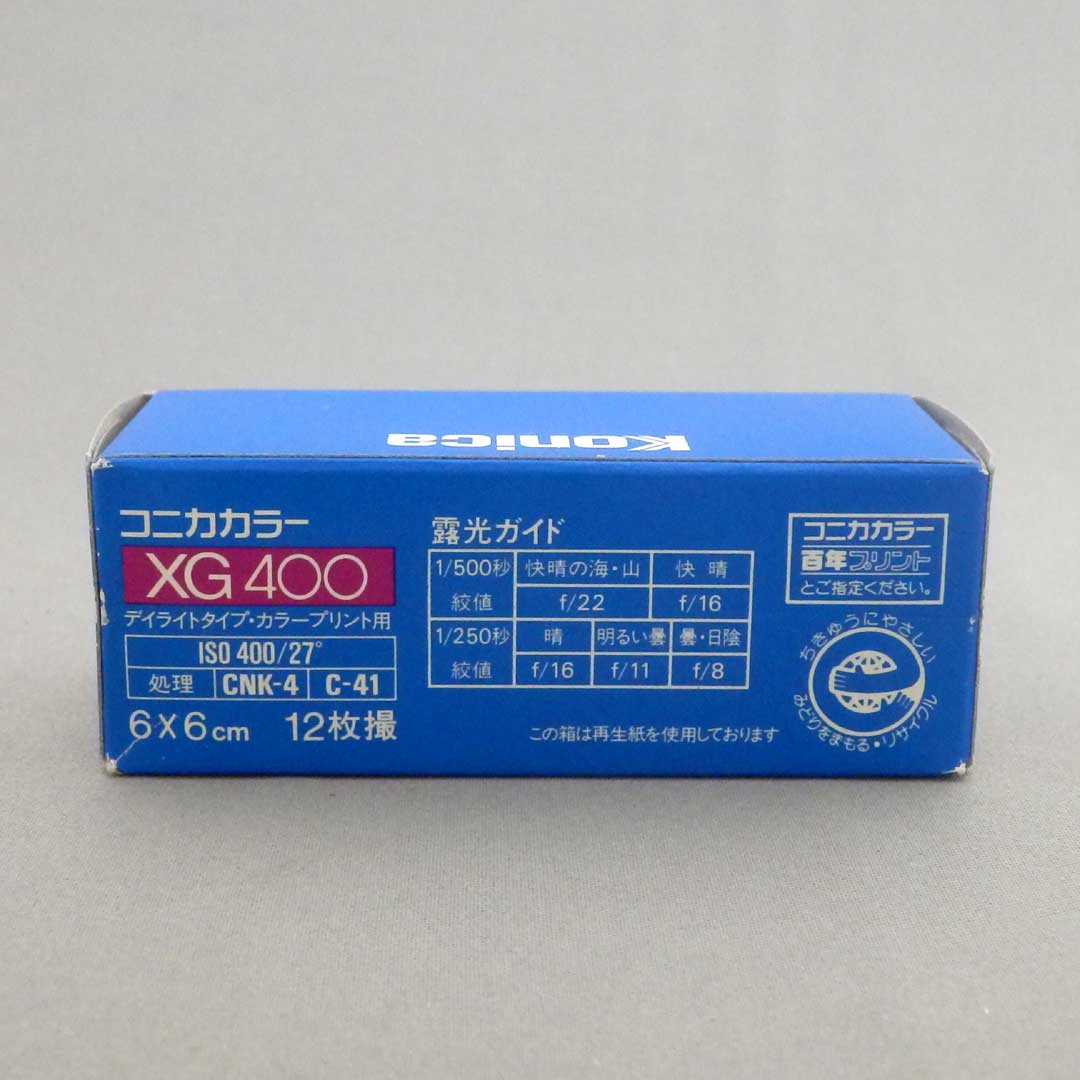 Konica
コニカカラー
XG 400
デイライトタイプ・カラープリント用
ISO 400/27°
処理 CNK-4 C-41
6×6cm 12枚撮
露光ガイド
1/500秒 快晴の海・山 快晴
絞値 f/22 f/16
1/250秒 晴 明るい曇 曇・日陰
絞値 f/16 f/11 f/8
この箱は再生紙を使用しております
コニカカラー
百年プリント
とご指定ください。
ちきゅうにやさしい
みどりをまもる・リサイクル